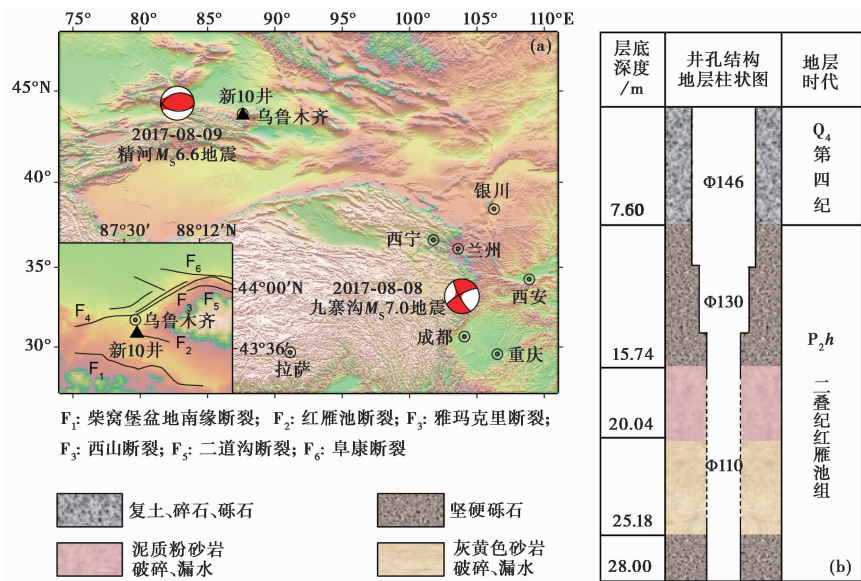 75° 80° 85° 90° 95° 100° 105° 110°E
(a)
45°N
40°
35°
30°
新10井
乌鲁木齐
2017-08-09
精河MS6.6地震
银川
西宁
兰州
2017-08-08
九寨沟MS7.0地震
西安
成都
重庆
拉萨
87°30′ 88°12′N
F6
F4
F3
F5
乌鲁木齐
新10井
F2
F1
44°00′N
43°36′
F1: 柴窝堡盆地南缘断裂; F2: 红雁池断裂; F3: 雅玛克里断裂;
F3: 西山断裂; F5: 二道沟断裂; F6: 阜康断裂
复土、碎石、砾石
坚硬砾石
泥质粉砂岩
破碎、漏水
灰黄色砂岩
破碎、漏水
层底
深度
/m
井孔结构
地层柱状图
地层
时代
7.60
15.74
20.04
25.18
28.00
Φ146
Φ130
Φ110
Q4
第四纪
P2h
二叠纪红雁池组
(b)